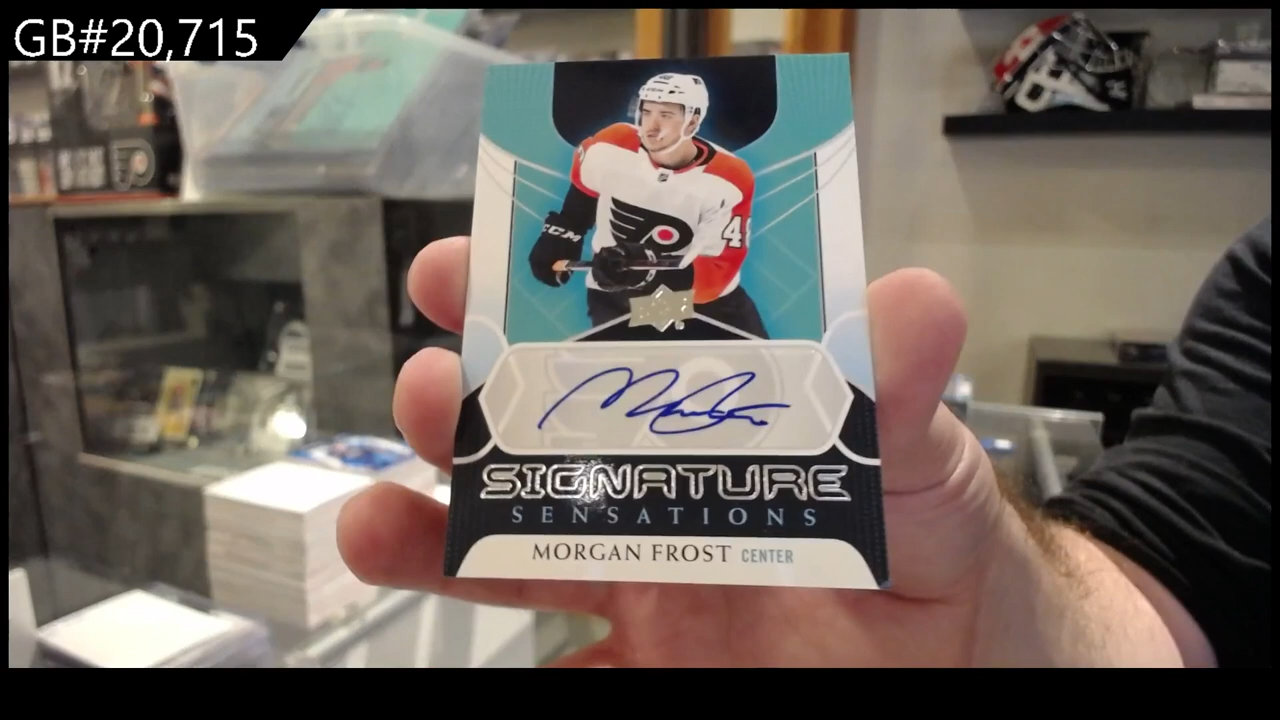 GB#20,715
CCM
48
SIGNATURE
SENSATIONS
MORGAN FROST CENTER